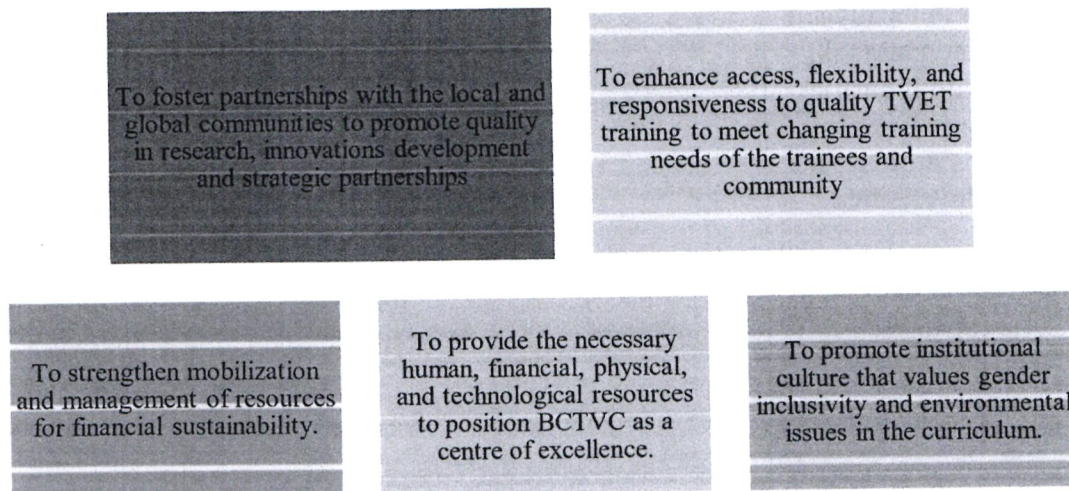 To foster partnerships with the local and
global communities to promote quality
in research, innovations development
and strategic partnerships
To enhance access, flexibility, and
responsiveness to quality TVET
training to meet changing training
needs of the trainees and
community
To strengthen mobilization
and management of resources
for financial sustainability.
To provide the necessary
human, financial, physical,
and technological resources
to position BCTVC as a
centre of excellence.
To promote institutional
culture that values gender
inclusivity and environmental
issues in the curriculum.